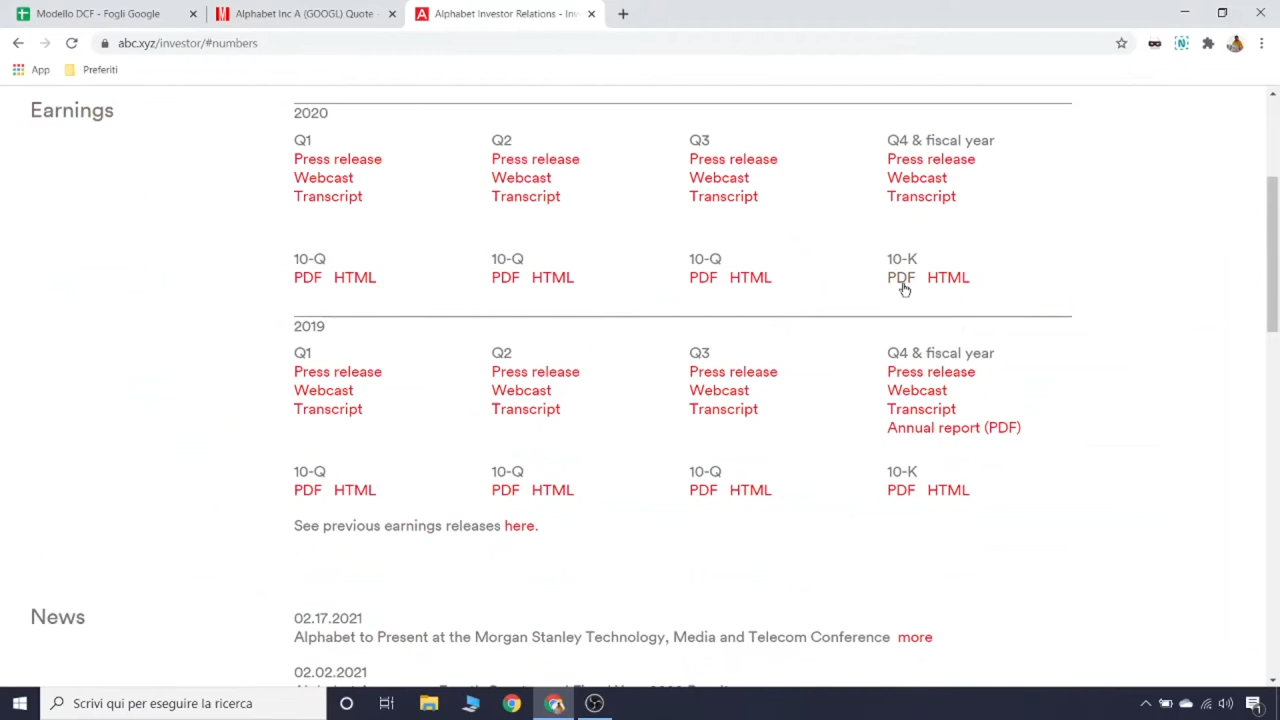 Modello DCF - Fogli Google
Alphabet Inc A (GOOGL) Quote
Alphabet Investor Relations - Inv
abc.xyz/investor/#numbers
App
Preferiti
Earnings
2020
Q1 Q2 Q3 Q4 & fiscal year
Press release Press release Press release Press release
Webcast Webcast Webcast Webcast
Transcript Transcript Transcript Transcript
10-Q 10-Q 10-Q 10-K
PDF HTML PDF HTML PDF HTML PDF HTML
2019
Q1 Q2 Q3 Q4 & fiscal year
Press release Press release Press release Press release
Webcast Webcast Webcast Webcast
Transcript Transcript Transcript Transcript
Annual report (PDF)
10-Q 10-Q 10-Q 10-K
PDF HTML PDF HTML PDF HTML PDF HTML
See previous earnings releases here.
News
02.17.2021
Alphabet to Present at the Morgan Stanley Technology, Media and Telecom Conference more
02.02.2021
Scrivi qui per eseguire la ricerca